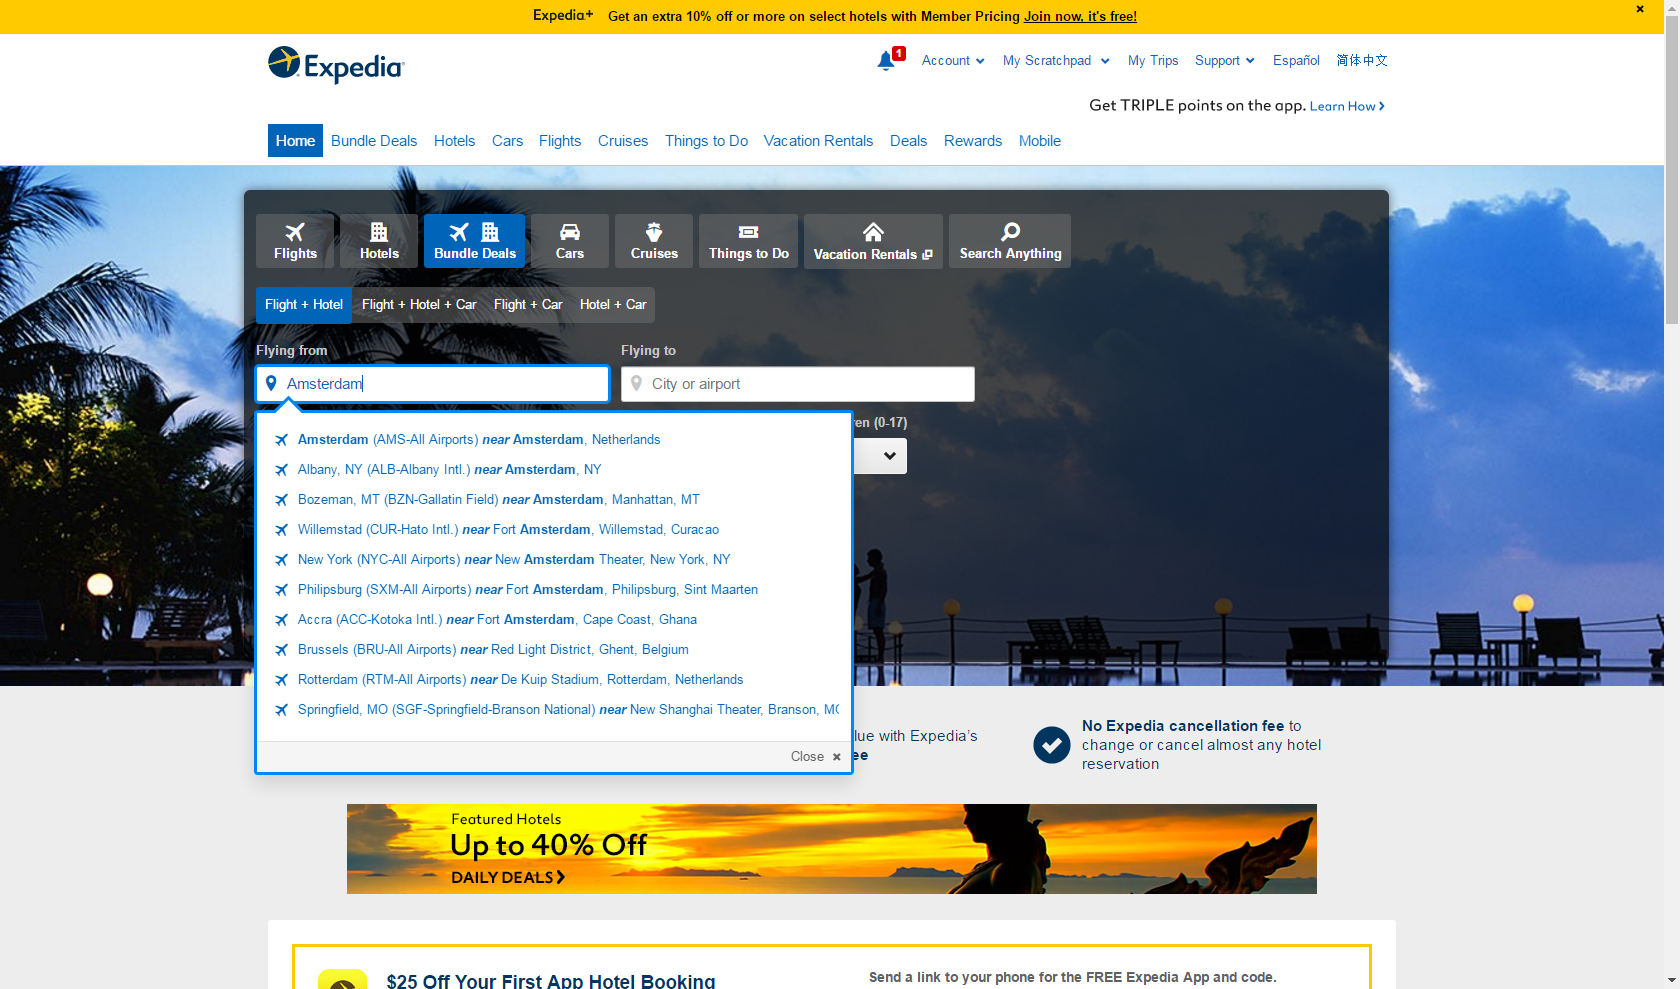 Expedia+ Get an extra 10% off or more on select hotels with Member Pricing Join now, it's free!
Expedia
1 Account My Scratchpad My Trips Support Español 简体中文
Get TRIPLE points on the app. Learn How
Home Bundle Deals Hotels Cars Flights Cruises Things to Do Vacation Rentals Deals Rewards Mobile
Flights Hotels Bundle Deals Cars Cruises Things to Do Vacation Rentals Search Anything
Flight + Hotel Flight + Hotel + Car Flight + Car Hotel + Car
Flying from Flying to
Amsterdam City or airport
ren (0-17)
Amsterdam (AMS-All Airports) near Amsterdam, Netherlands
Albany, NY (ALB-Albany Intl.) near Amsterdam, NY
Bozeman, MT (BZN-Gallatin Field) near Amsterdam, Manhattan, MT
Willemstad (CUR-Hato Intl.) near Fort Amsterdam, Willemstad, Curacao
New York (NYC-All Airports) near New Amsterdam Theater, New York, NY
Philipsburg (SXM-All Airports) near Fort Amsterdam, Philipsburg, Sint Maarten
Accra (ACC-Kotoka Intl.) near Fort Amsterdam, Cape Coast, Ghana
Brussels (BRU-All Airports) near Red Light District, Ghent, Belgium
Rotterdam (RTM-All Airports) near De Kuip Stadium, Rotterdam, Netherlands
Springfield, MO (SGF-Springfield-Branson National) near New Shanghai Theater, Branson, MO
Close
lue with Expedia's
ee
No Expedia cancellation fee to
change or cancel almost any hotel
reservation
Featured Hotels
Up to 40% Off
DAILY DEALS
$25 Off Your First App Hotel Booking
Send a link to your phone for the FREE Expedia App and code.